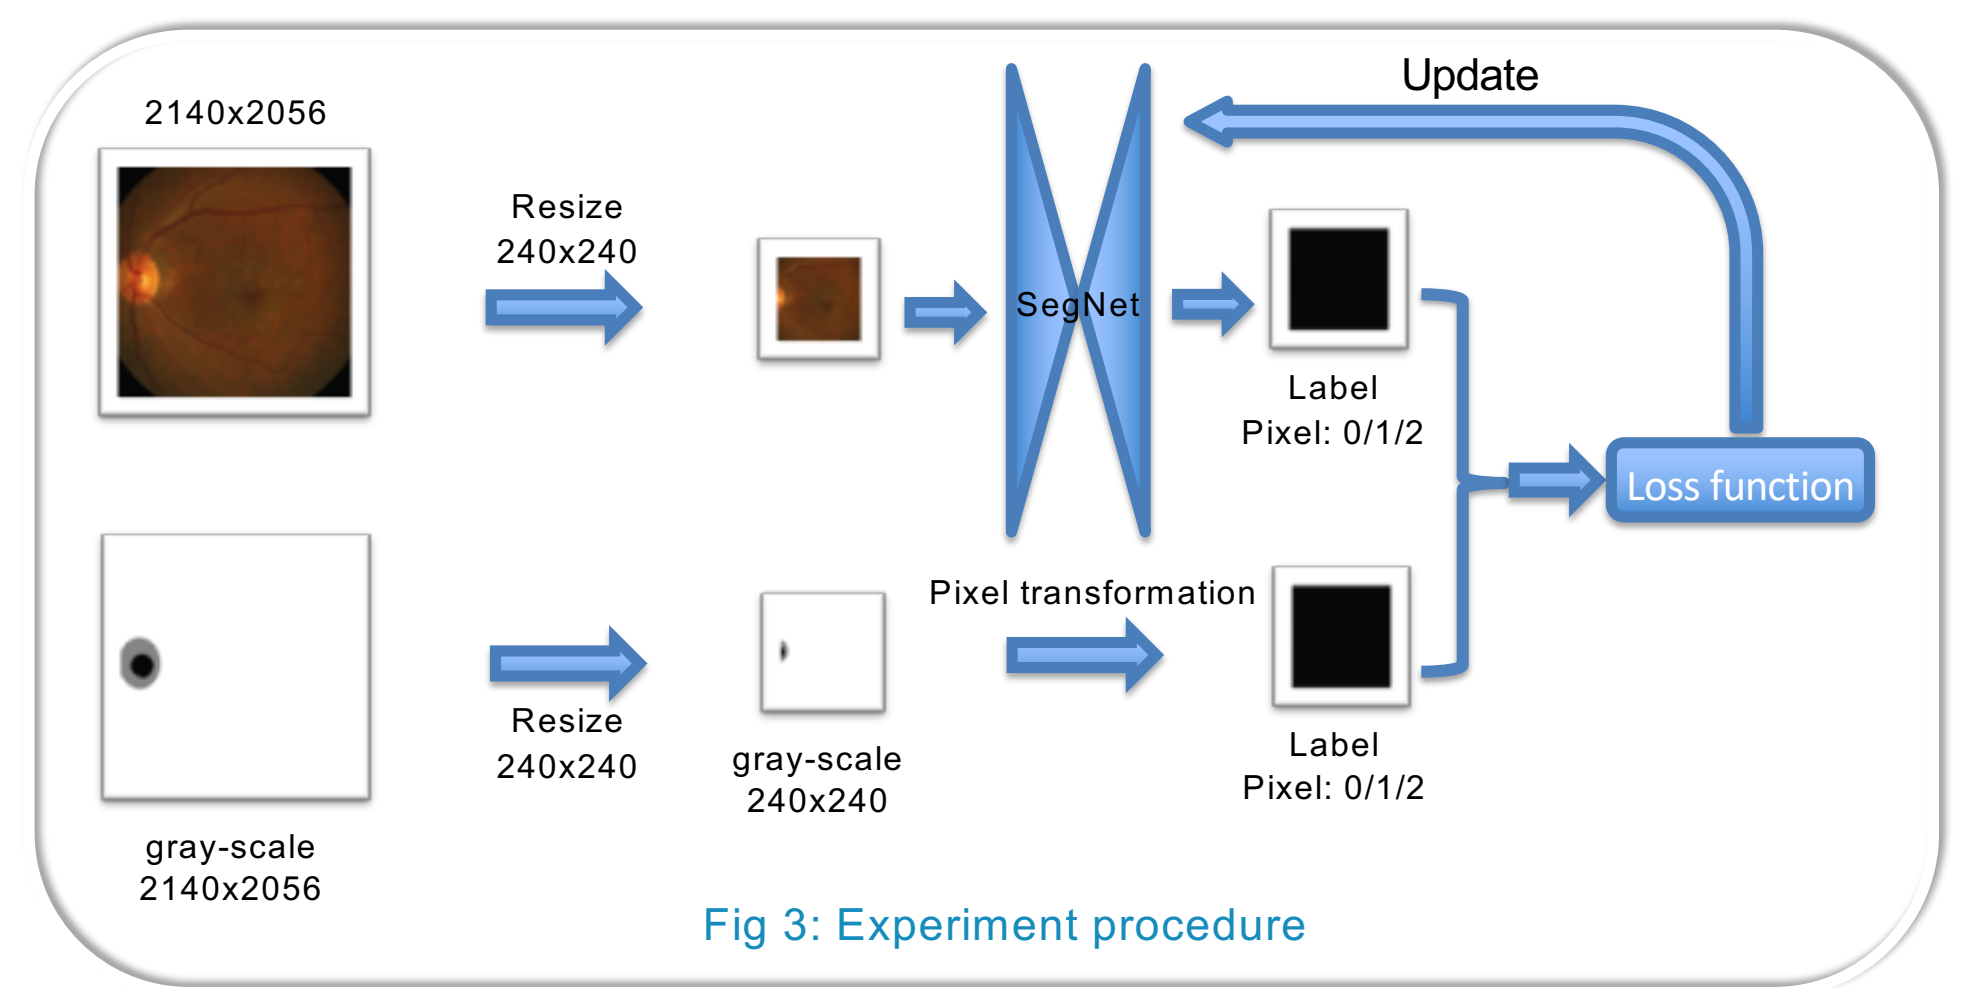 2140x2056
Resize
240x240
SegNet
Update
Label
Pixel: 0/1/2
Loss function
gray-scale
2140x2056
Resize
240x240
gray-scale
240x240
Pixel transformation
Label
Pixel: 0/1/2
Fig 3: Experiment procedure